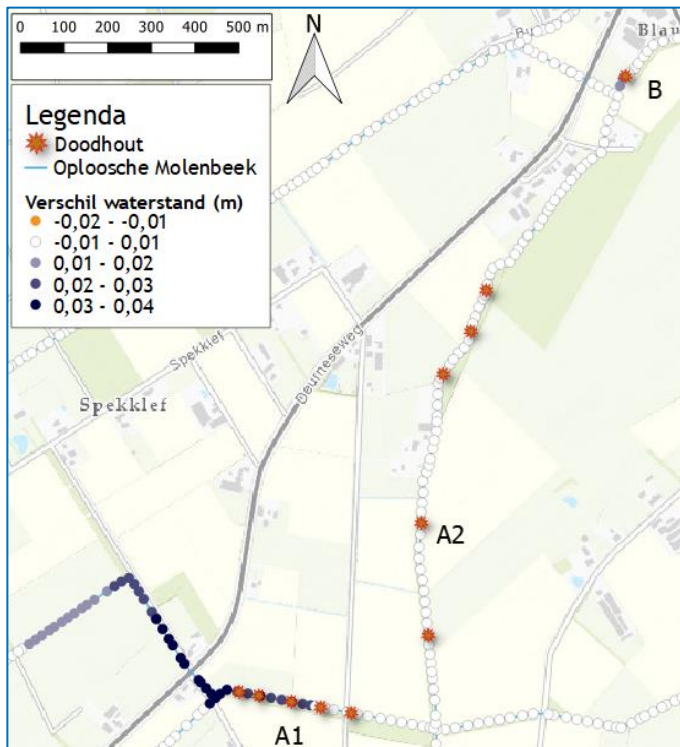 0 100 200 300 400 500 m
N
Legenda
Doodhout
Oploosche Molenbeek
Verschil waterstand (m)
-0,02 - -0,01
-0,01 - 0,01
0,01 - 0,02
0,02 - 0,03
0,03 - 0,04
Bu
Blau
B
Deurneseweg
Spekklef
Spekklef
A2
A1